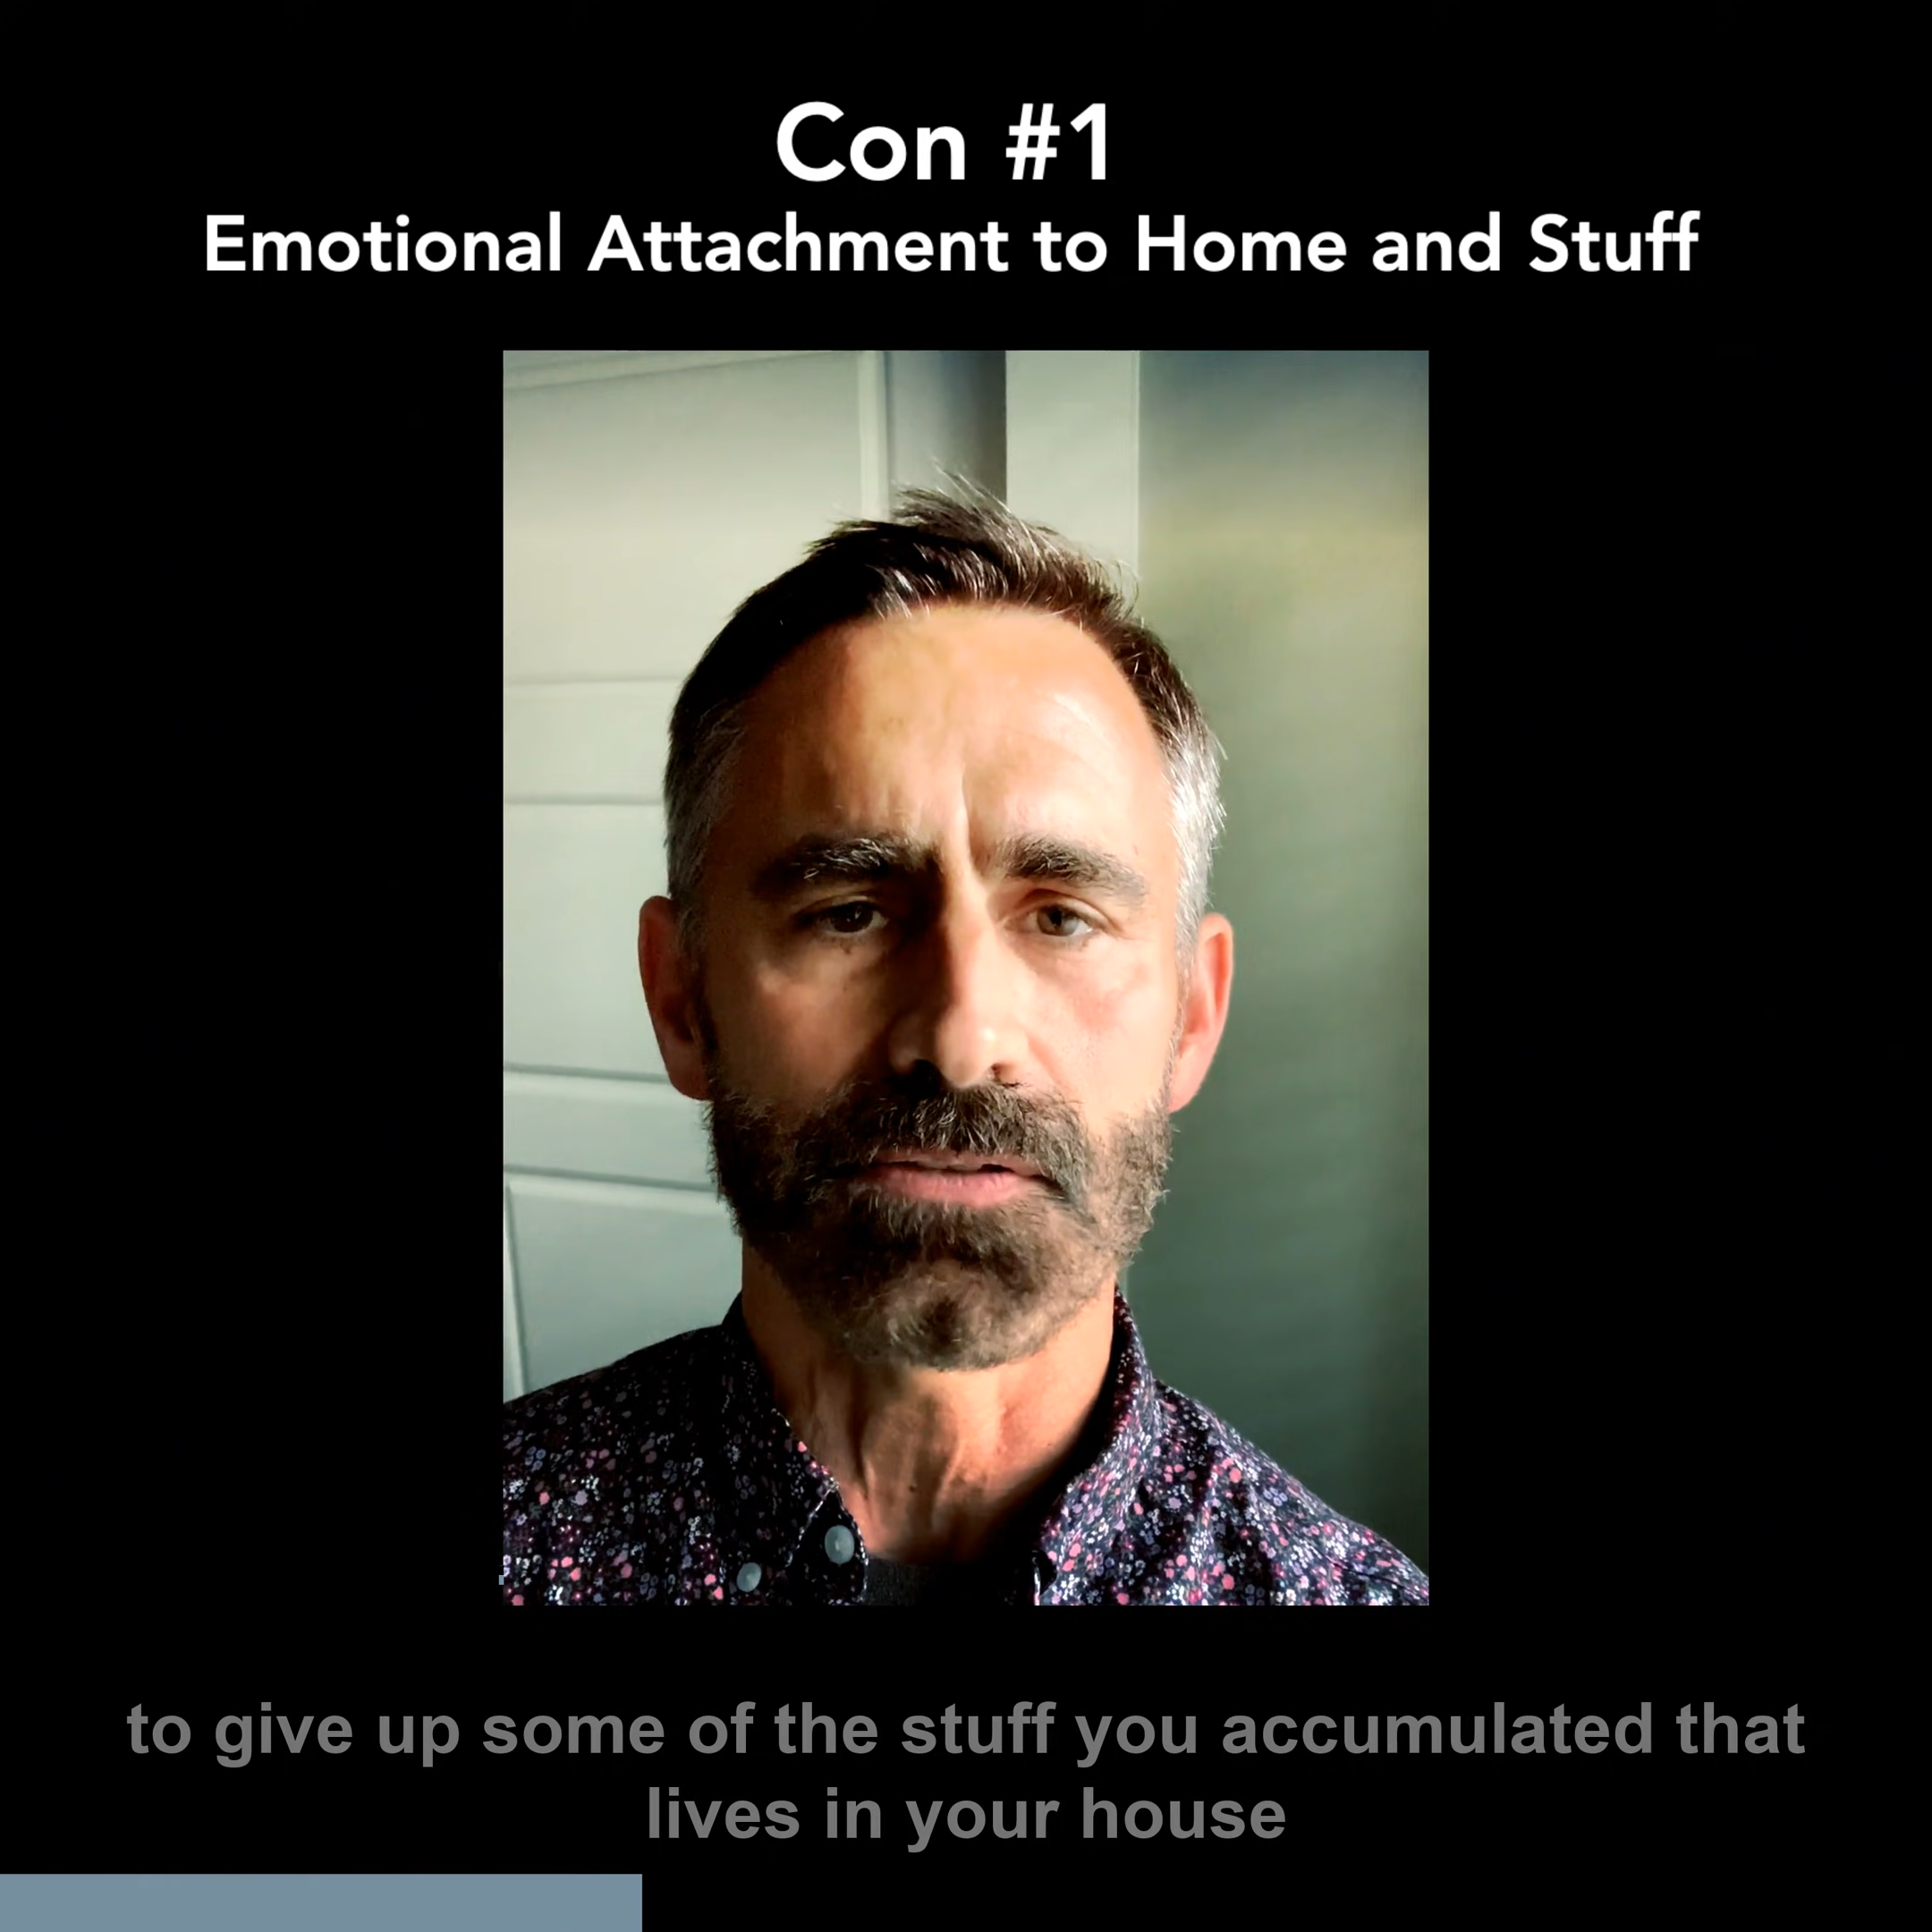 Con #1
Emotional Attachment to Home and Stuff
to give up some of the stuff you accumulated that
lives in your house